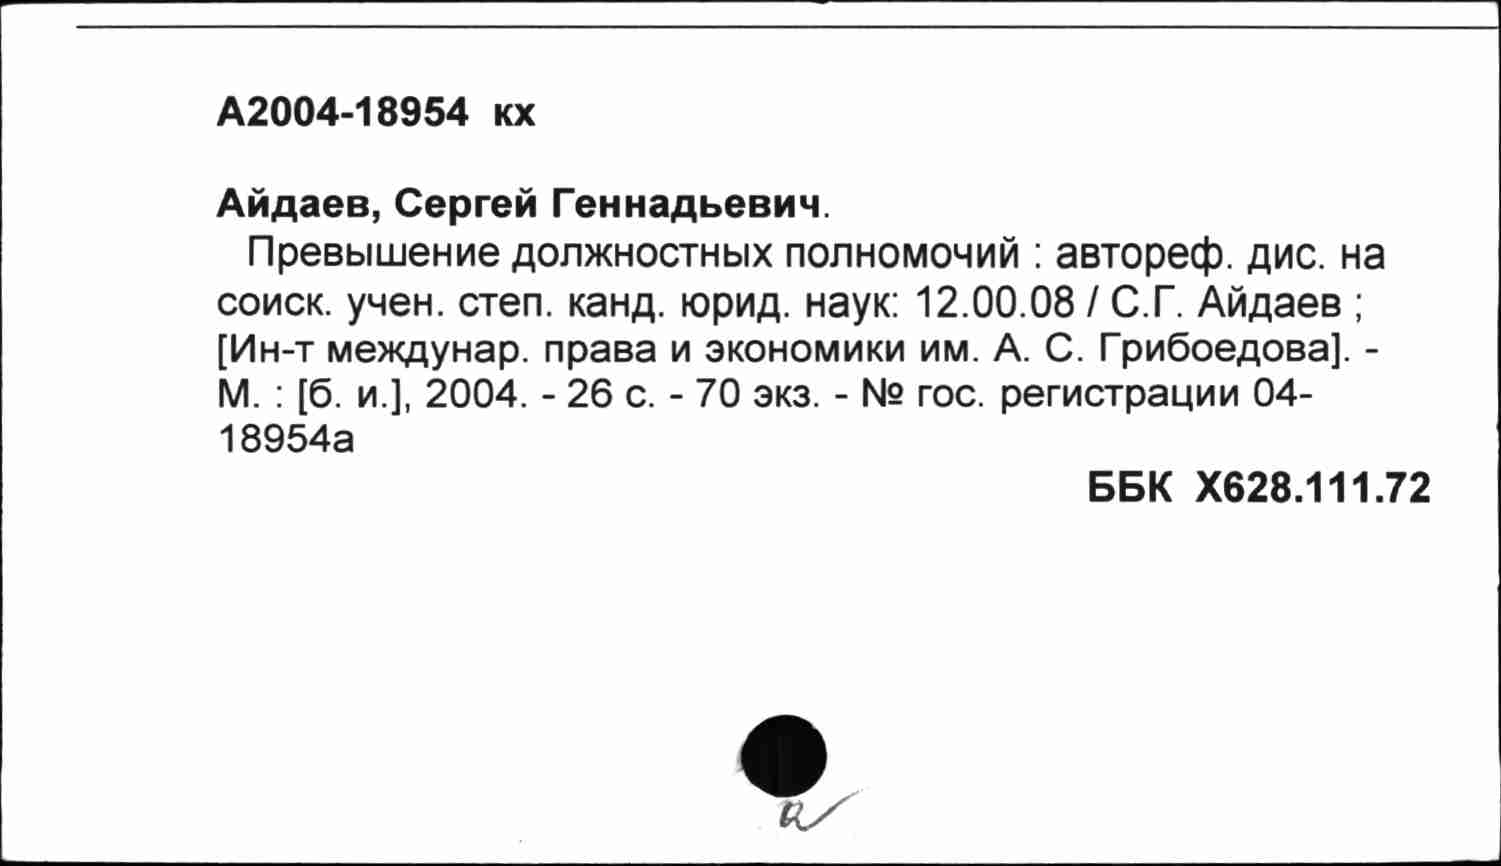 А2004-18954 кх
Айдаев, Сергей Геннадьевич.
Превышение должностных полномочий : автореф. дис. на
соиск. учен. степ. канд. юрид. наук: 12.00.08 / С.Г. Айдаев ;
[Ин-т междунар. права и экономики им. А. С. Грибоедова]. -
М. : [б. и.], 2004. - 26 с. - 70 экз. - № гос. регистрации 04-
18954а
ББК Х628.111.72